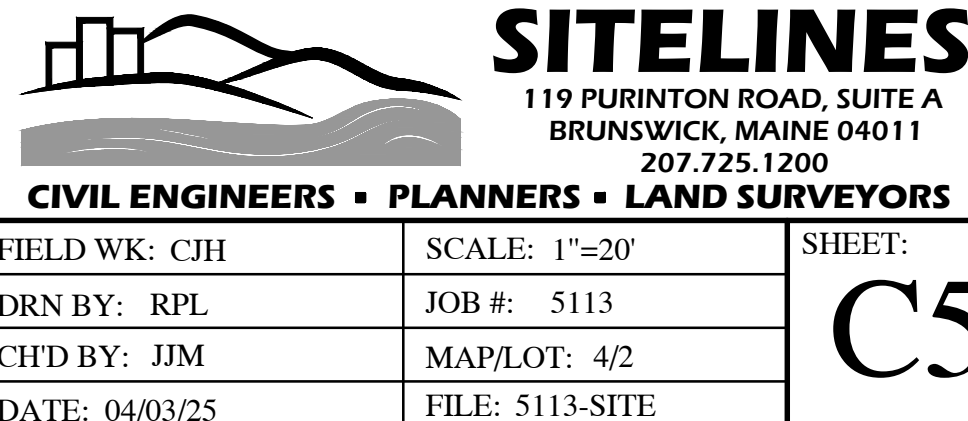 SITELINES
119 PURINTON ROAD, SUITE A
BRUNSWICK, MAINE 04011
207.725.1200
CIVIL ENGINEERS ▪ PLANNERS ▪ LAND SURVEYORS
FIELD WK: CJH
SCALE: 1"=20'
SHEET:
DRN BY: RPL
JOB #: 5113
C5
CH'D BY: JJM
MAP/LOT: 4/2
DATE: 04/03/25
FILE: 5113-SITE